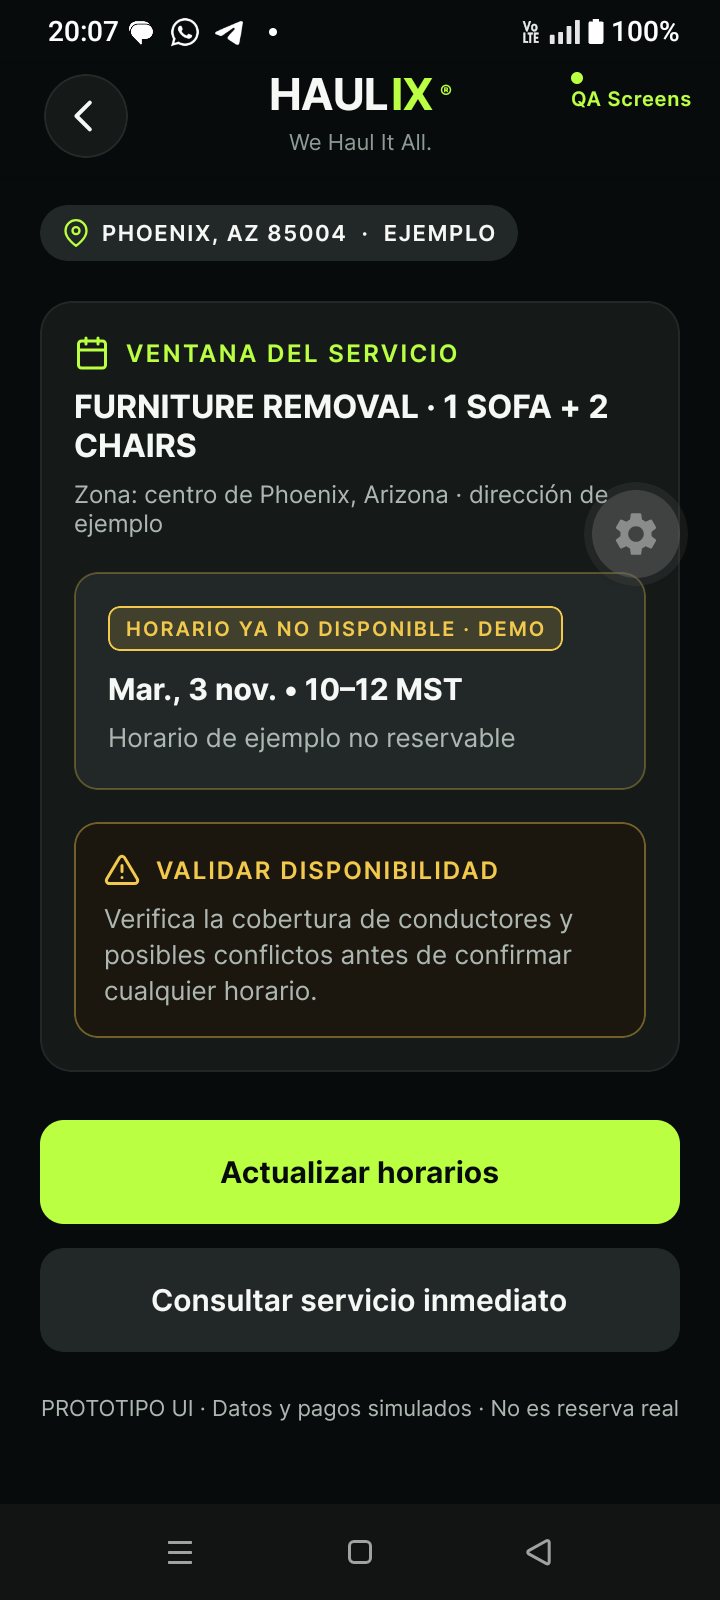 20:07
Vo LTE 100%
HAULIX ®
QA Screens
We Haul It All.
PHOENIX, AZ 85004 · EJEMPLO
VENTANA DEL SERVICIO
FURNITURE REMOVAL · 1 SOFA + 2
CHAIRS
Zona: centro de Phoenix, Arizona · dirección de
ejemplo
HORARIO YA NO DISPONIBLE · DEMO
Mar., 3 nov. • 10–12 MST
Horario de ejemplo no reservable
VALIDAR DISPONIBILIDAD
Verifica la cobertura de conductores y
posibles conflictos antes de confirmar
cualquier horario.
Actualizar horarios
Consultar servicio inmediato
PROTOTIPO UI · Datos y pagos simulados · No es reserva real